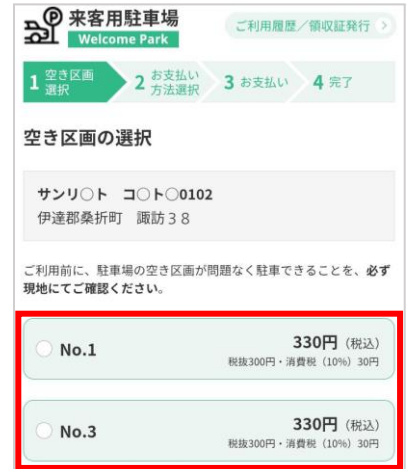 来客用駐車場
Welcome Park
ご利用履歴／領収証発行
1 空き区画選択
2 お支払い方法選択
3 お支払い
4 完了
空き区画の選択
サンリ○ト　コ○ト○0102
伊達郡桑折町　諏訪３８
ご利用前に、駐車場の空き区画が問題なく駐車できることを、必ず
現地にてご確認ください。
No.1
330円（税込）
税抜300円・消費税（10%）30円
No.3
330円（税込）
税抜300円・消費税（10%）30円